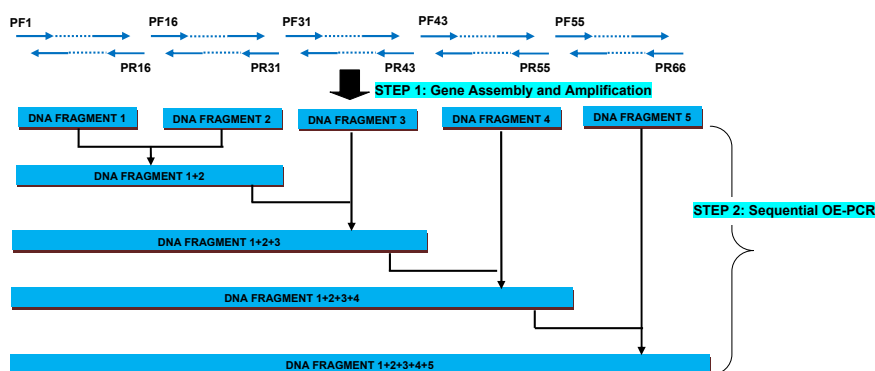 PF1 PF16 PF31 PF43 PF55
PR16 PR31 PR43 PR55 PR66
STEP 1: Gene Assembly and Amplification
DNA FRAGMENT 1 DNA FRAGMENT 2 DNA FRAGMENT 3 DNA FRAGMENT 4 DNA FRAGMENT 5
DNA FRAGMENT 1+2
STEP 2: Sequential OE-PCR
DNA FRAGMENT 1+2+3
DNA FRAGMENT 1+2+3+4
DNA FRAGMENT 1+2+3+4+5